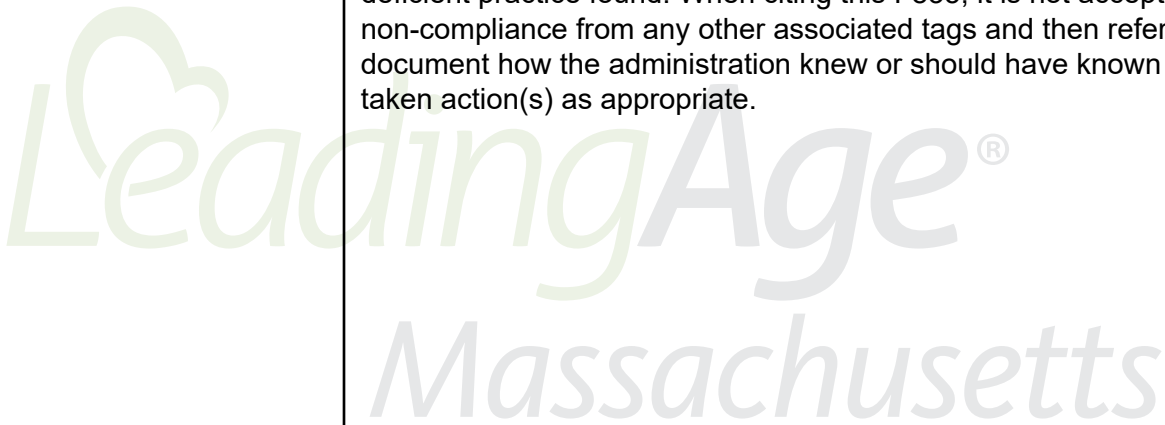 non-compliance from any other associated tags and then refer
document how the administration knew or should have known
taken action(s) as appropriate.
LeadingAge®
Massachusetts